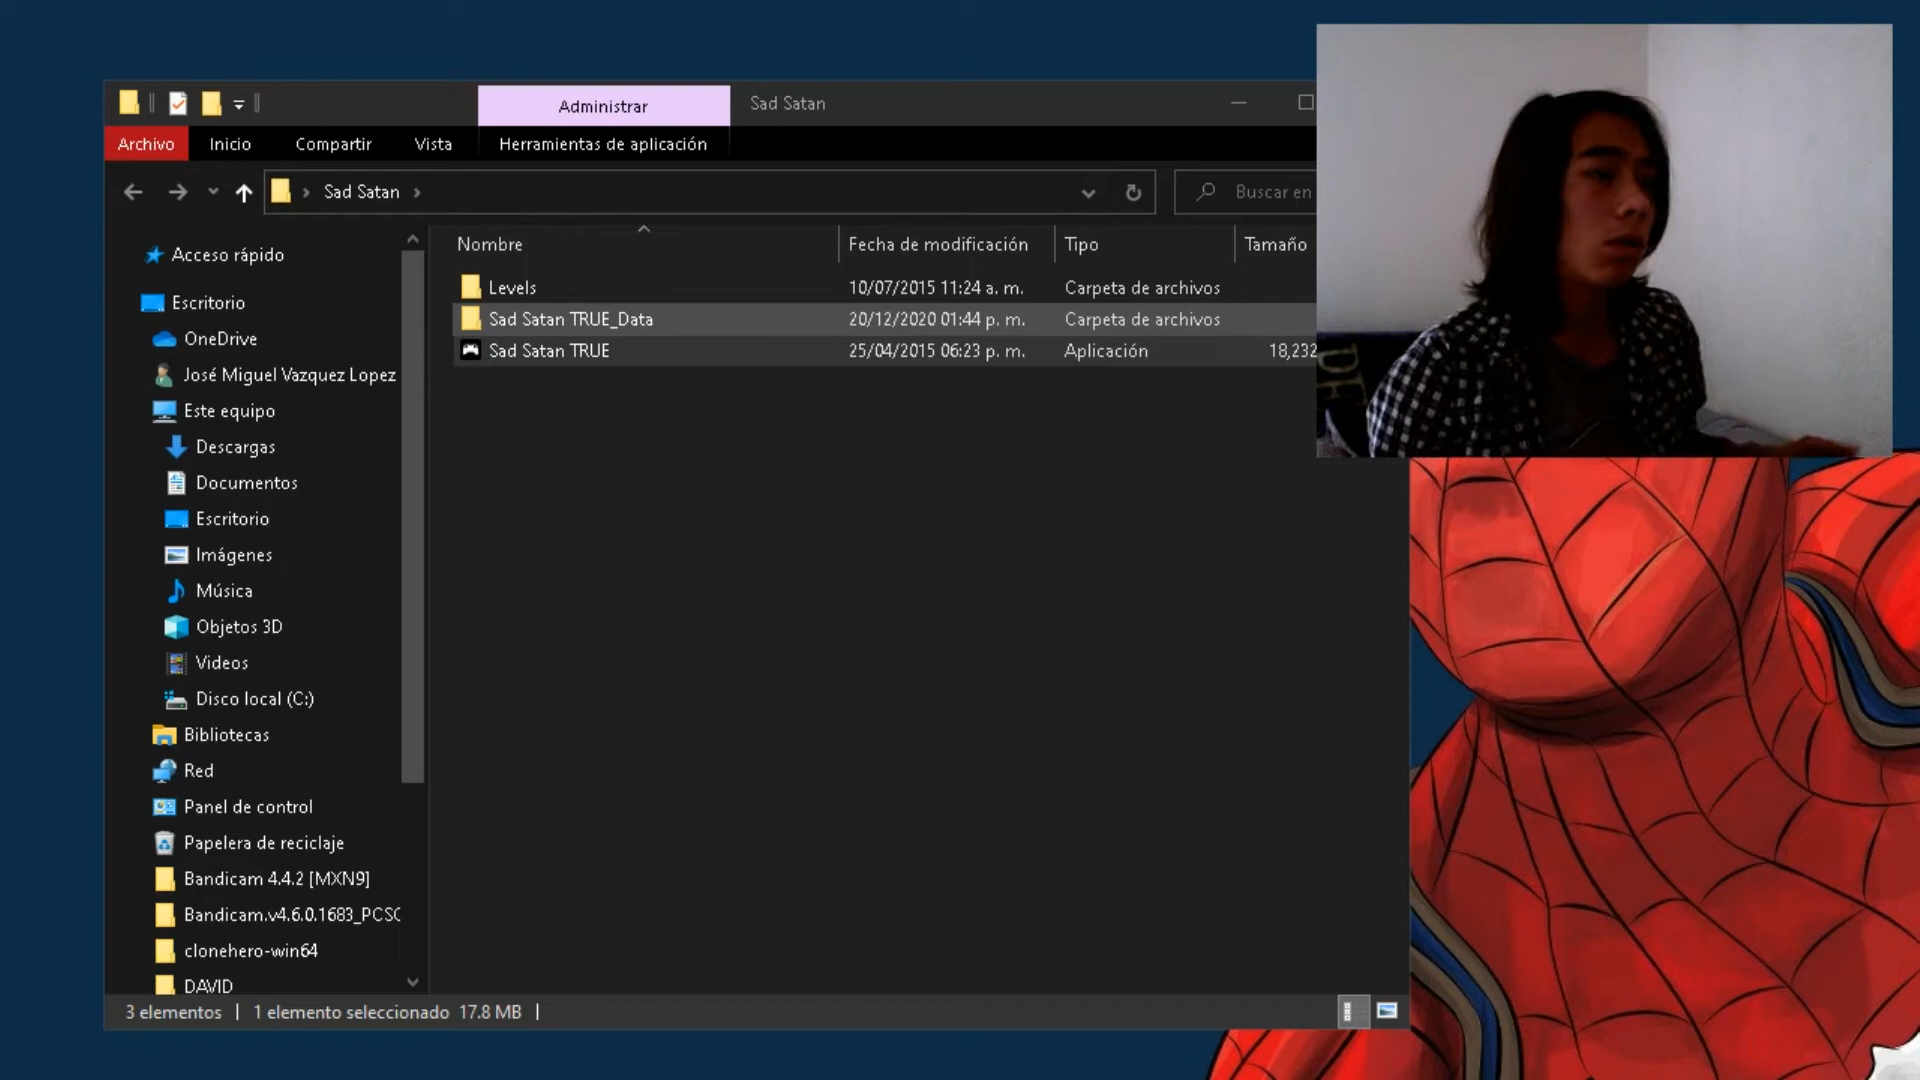 Administrar
Sad Satan
Archivo
Inicio
Compartir
Vista
Herramientas de aplicación
Sad Satan
Buscar en
Nombre
Fecha de modificación
Tipo
Tamaño
Levels
10/07/2015 11:24 a. m.
Carpeta de archivos
Sad Satan TRUE_Data
20/12/2020 01:44 p. m.
Carpeta de archivos
Sad Satan TRUE
25/04/2015 06:23 p. m.
Aplicación
18,232
Acceso rápido
Escritorio
OneDrive
José Miguel Vazquez Lopez
Este equipo
Descargas
Documentos
Escritorio
Imágenes
Música
Objetos 3D
Videos
Disco local (C:)
Bibliotecas
Red
Panel de control
Papelera de reciclaje
Bandicam 4.4.2 [MXN9]
Bandicam.v4.6.0.1683_PCSC
clonehero-win64
DAVID
3 elementos
1 elemento seleccionado 17.8 MB